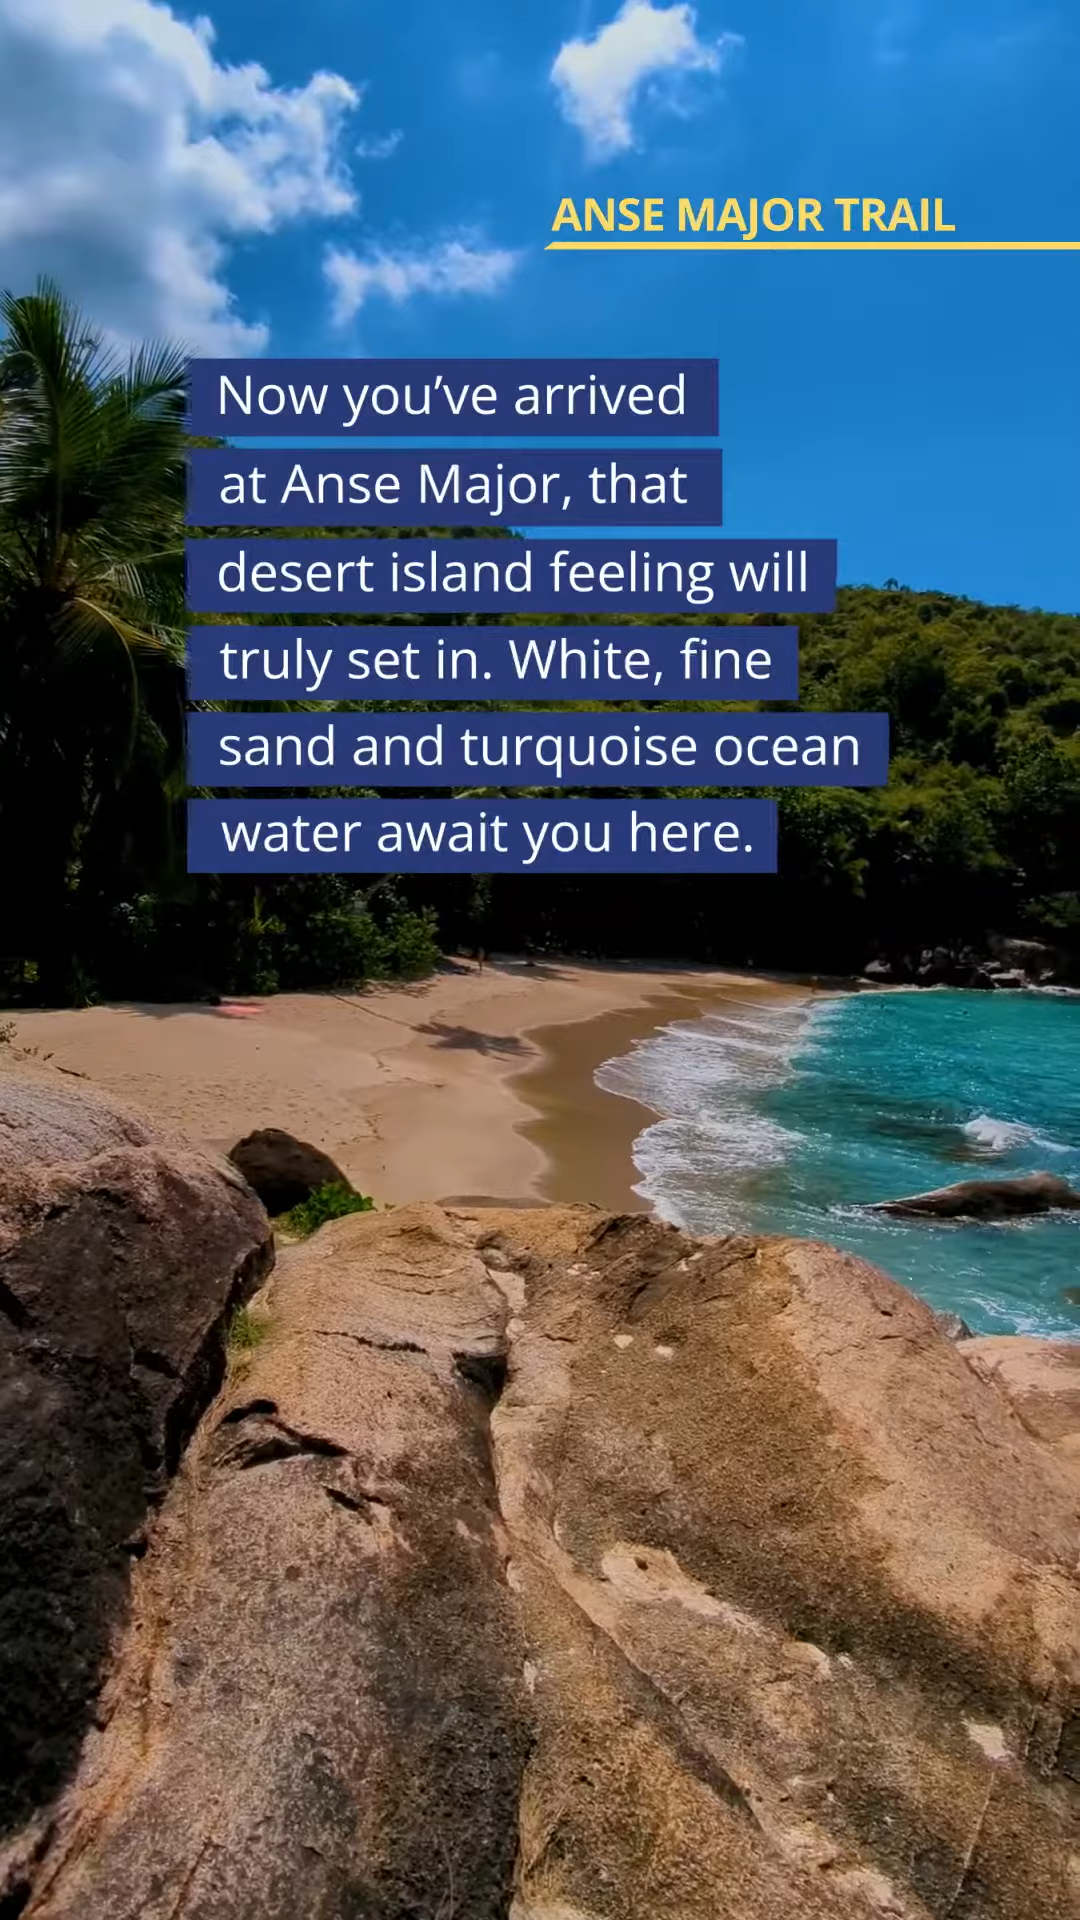 ANSE MAJOR TRAIL
Now you’ve arrived
at Anse Major, that
desert island feeling will
truly set in. White, fine
sand and turquoise ocean
water await you here.